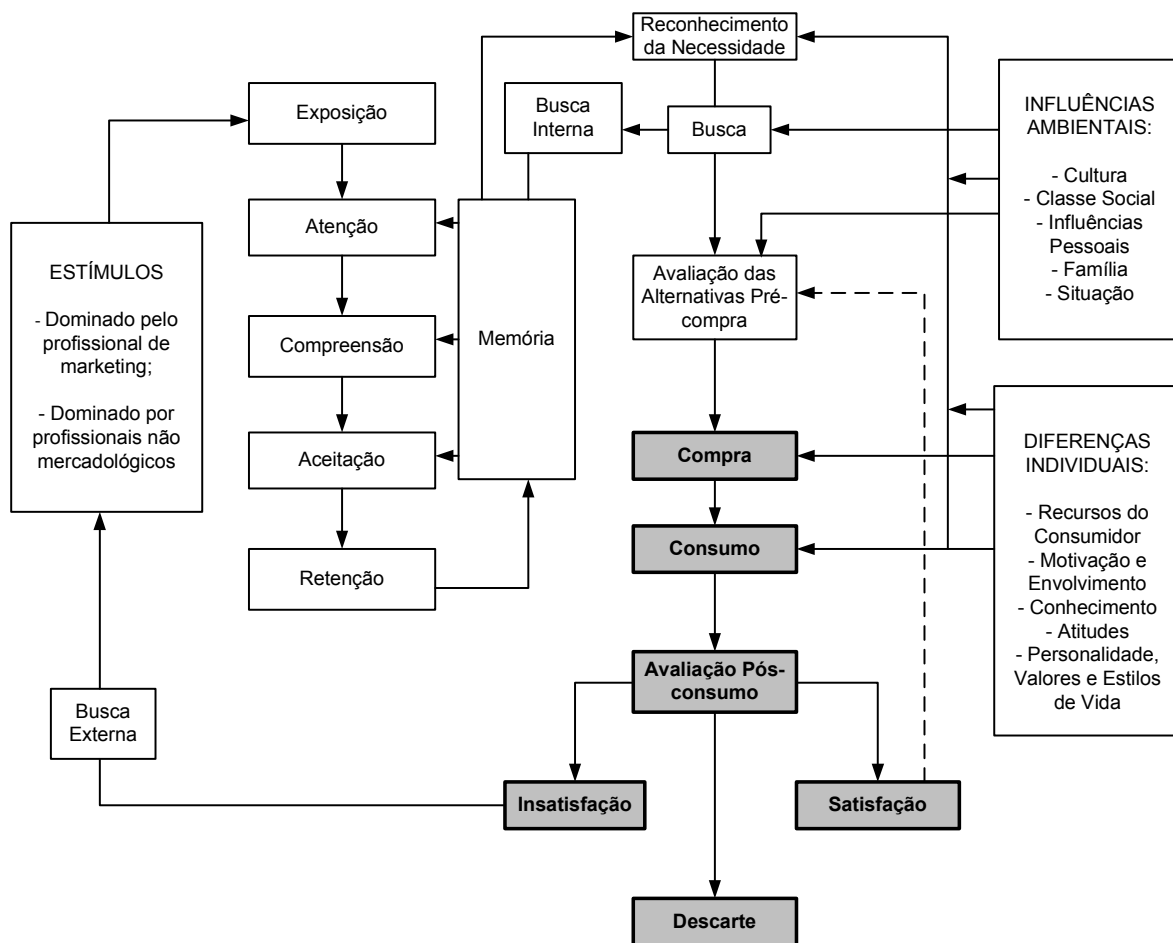 Reconhecimento
da Necessidade
Exposição
Busca
Interna
Busca
INFLUÊNCIAS
AMBIENTAIS:
- Cultura
- Classe Social
- Influências
Pessoais
- Família
- Situação
Atenção
ESTÍMULOS
- Dominado pelo
profissional de
marketing;
- Dominado por
profissionais não
mercadológicos
Avaliação das
Alternativas Pré-
compra
Compreensão
Memória
Aceitação
Compra
DIFERENÇAS
INDIVIDUAIS:
- Recursos do
Consumidor
- Motivação e
Envolvimento
- Conhecimento
- Atitudes
- Personalidade,
Valores e Estilos
de Vida
Consumo
Retenção
Avaliação Pós-
consumo
Busca
Externa
Insatisfação
Satisfação
Descarte